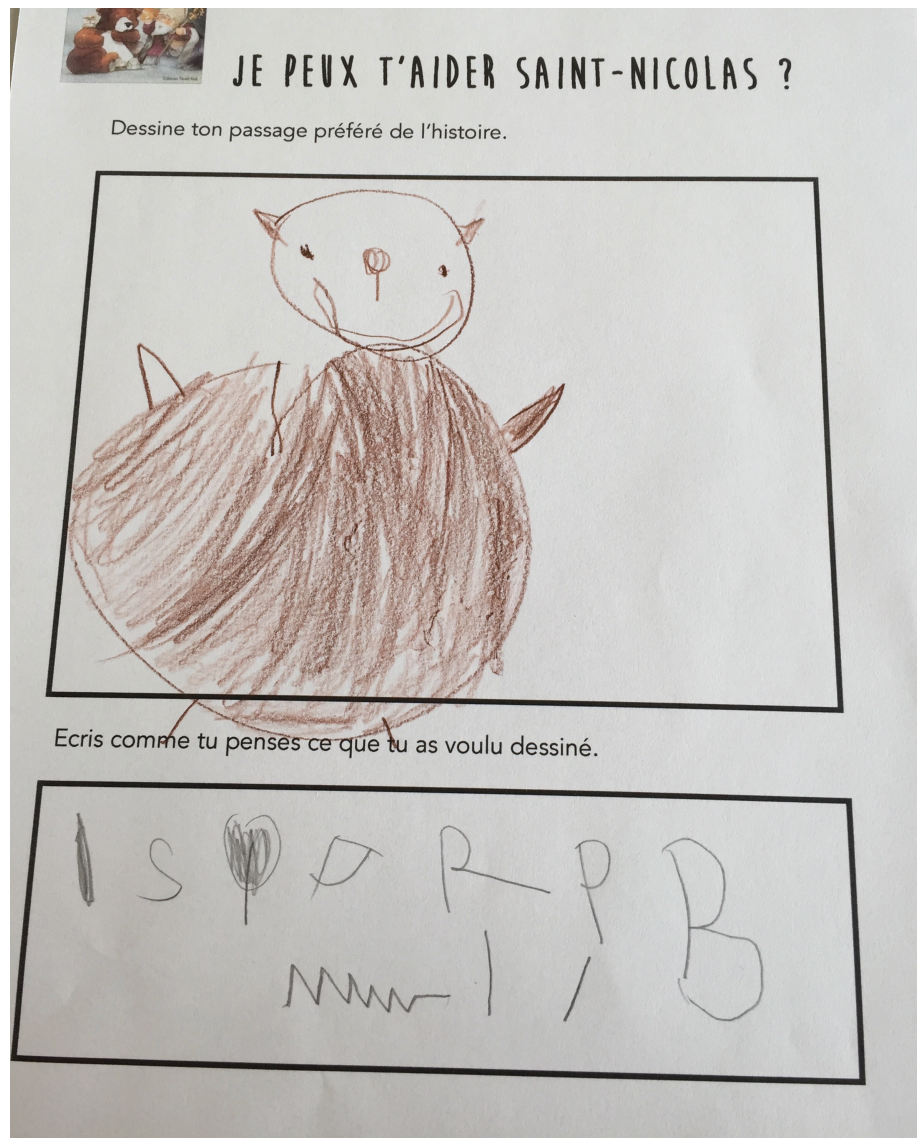 JE PEUX T'AIDER SAINT-NICOLAS ?
Dessine ton passage préféré de l'histoire.
Ecris comme tu penses ce que tu as voulu dessiné.
I S P D R P B